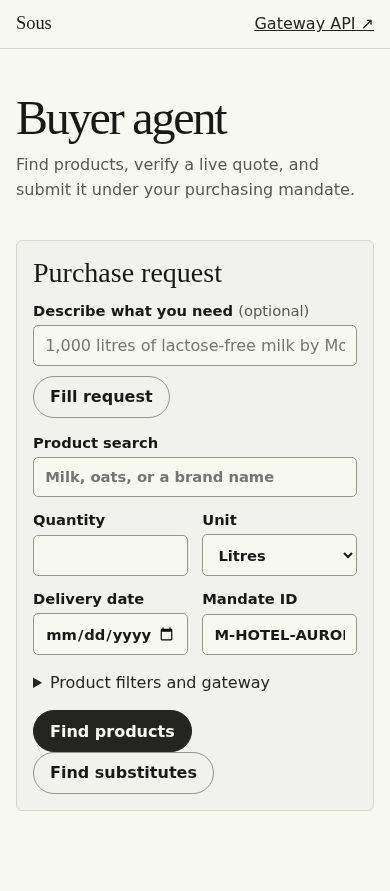 Sous
Gateway API ↗
Buyer agent
Find products, verify a live quote, and
submit it under your purchasing mandate.
Purchase request
Describe what you need (optional)
1,000 litres of lactose-free milk by
Fill request
Product search
Milk, oats, or a brand name
Quantity
Unit
Litres
Delivery date
Mandate ID
mm/dd/yyyy
M-HOTEL-AURO
Product filters and gateway
Find products
Find substitutes